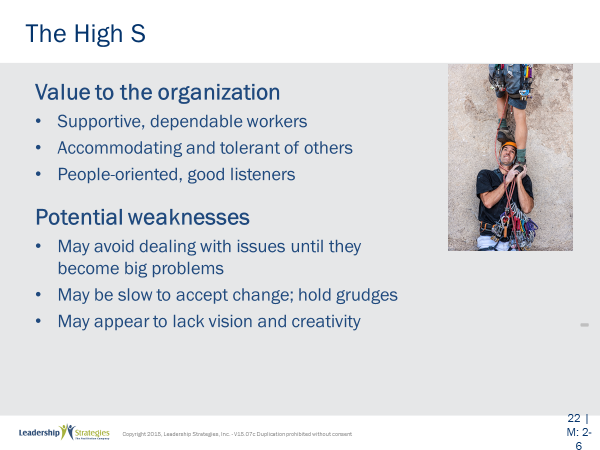 The High S
Value to the organization
• Supportive, dependable workers
• Accommodating and tolerant of others
• People-oriented, good listeners
Potential weaknesses
• May avoid dealing with issues until they
become big problems
• May be slow to accept change; hold grudges
• May appear to lack vision and creativity
Leadership Strategies
The Facilitation Company
Copyright 2015, Leadership Strategies, Inc. - V15.07c Duplication prohibited without consent
22 |
M: 2-
6